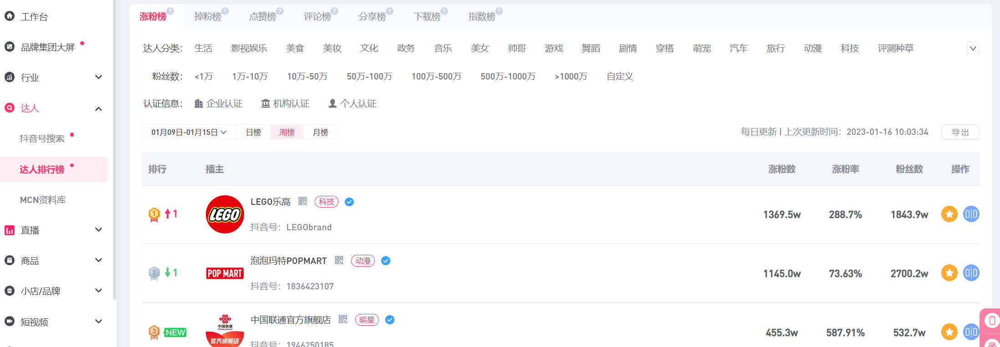 工作台
品牌集团大屏
行业
达人
抖音号搜索
达人排行榜
MCN资料库
直播
商品
小店/品牌
短视频
涨粉榜 ? 掉粉榜 ? 点赞榜 ? 评论榜 ? 分享榜 ? 下载榜 ? 指数榜 ?
达人分类： 生活 影视娱乐 美食 美妆 文化 政务 音乐 美女 帅哥 游戏 舞蹈 剧情 穿搭 萌宠 汽车 旅行 动漫 科技 评测种草
粉丝数： <1万 1万-10万 10万-50万 50万-100万 100万-500万 500万-1000万 >1000万 自定义
认证信息： 企业认证 机构认证 个人认证
01月09日-01月15日 日榜 周榜 月榜 每日更新 | 上次更新时间：2023-01-16 10:03:34 导出
排行 播主 涨粉数 涨粉率 粉丝数 操作
LEGO乐高 科技
1 1 LEGO 1369.5w 288.7% 1843.9w
抖音号：LEGObrand
泡泡玛特POPMART 动漫
2 1 POP MART 1145.0w 73.63% 2700.2w
抖音号：1836423107
中国联通官方旗舰店 明星
中国联通
China unicom
3 NEW 455.3w 587.91% 532.7w
官方旗舰店
抖音号：1946250185